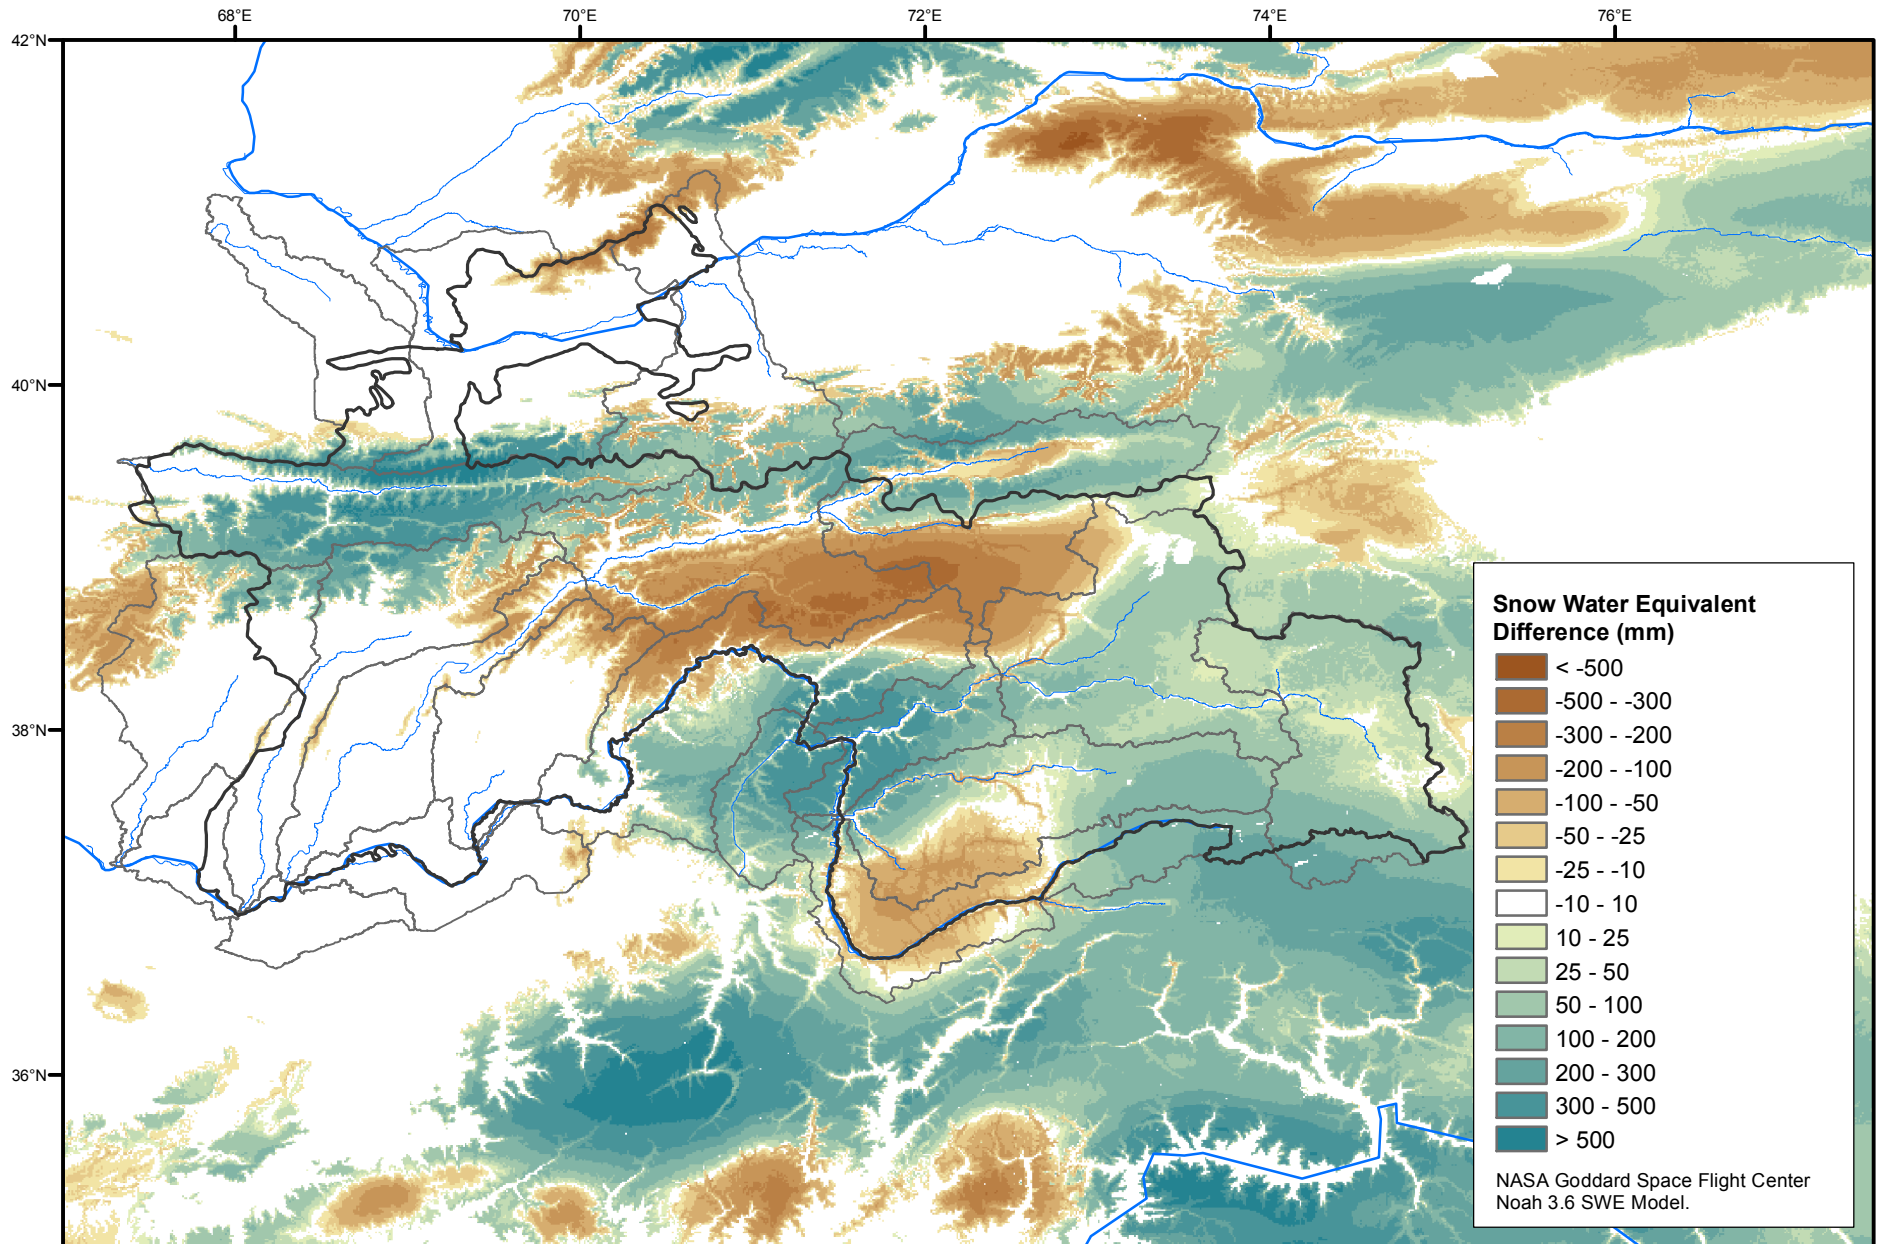 68°E 70°E 72°E 74°E 76°E
42°N
40°N
38°N
36°N
Snow Water Equivalent
Difference (mm)
< -500
-500 - -300
-300 - -200
-200 - -100
-100 - -50
-50 - -25
-25 - -10
-10 - 10
10 - 25
25 - 50
50 - 100
100 - 200
200 - 300
300 - 500
> 500
NASA Goddard Space Flight Center
Noah 3.6 SWE Model.